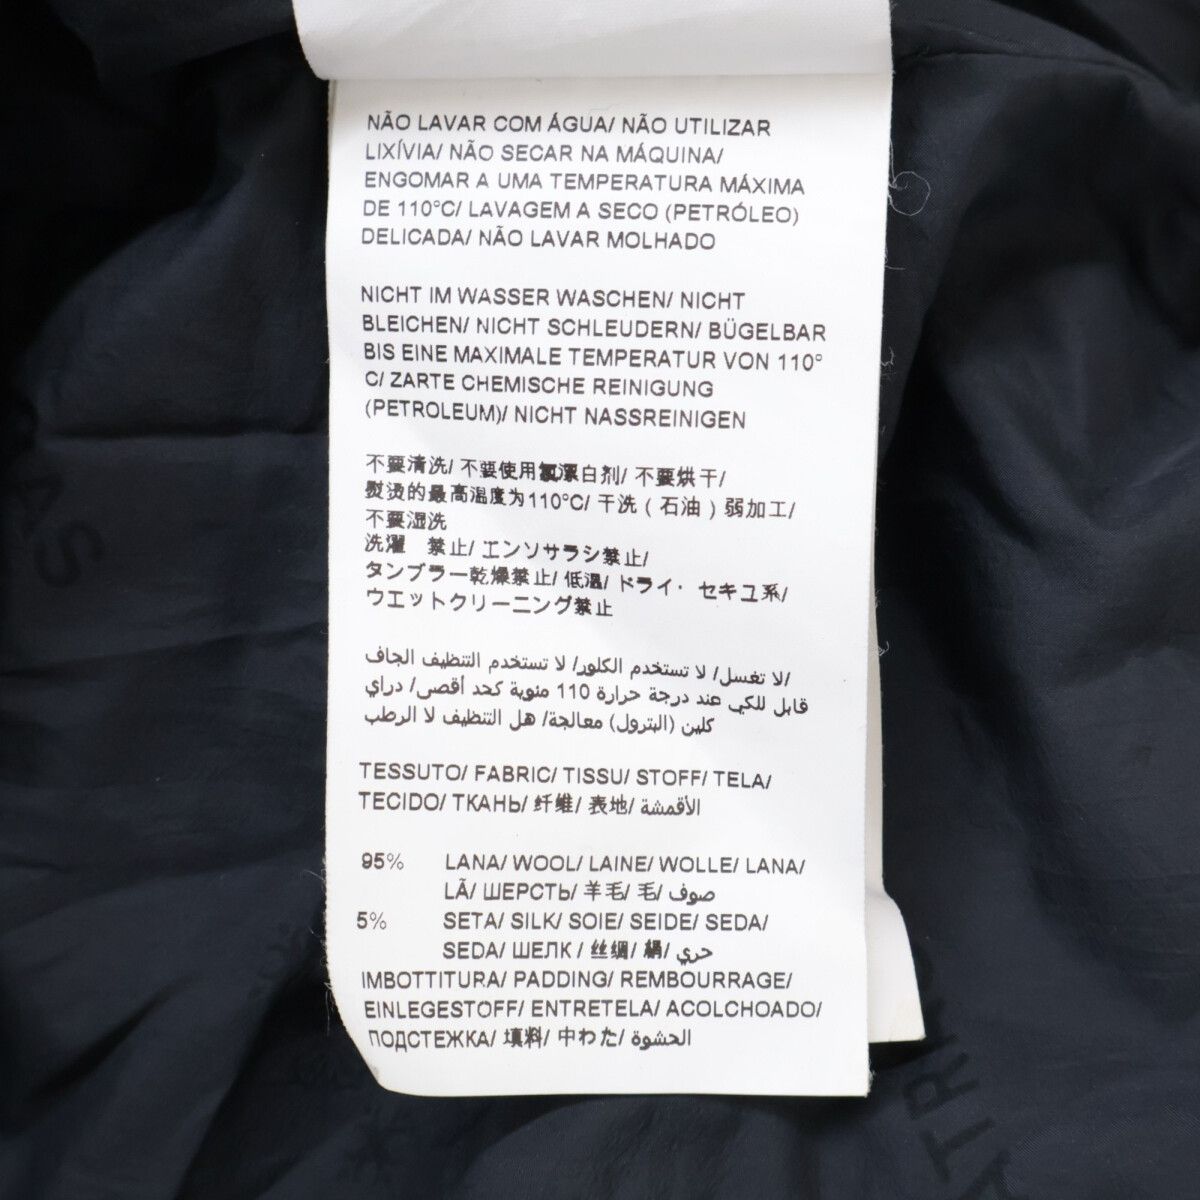 NÃO LAVAR COM ÁGUA/ NÃO UTILIZAR
LIXÍVIA/ NÃO SECAR NA MÁQUINA/
ENGOMAR A UMA TEMPERATURA MÁXIMA
DE 110°C/ LAVAGEM A SECO (PETRÓLEO)
DELICADA/ NÃO LAVAR MOLHADO
NICHT IM WASSER WASCHEN/ NICHT
BLEICHEN/ NICHT SCHLEUDERN/ BÜGELBAR
BIS EINE MAXIMALE TEMPERATUR VON 110°
C/ ZARTE CHEMISCHE REINIGUNG
(PETROLEUM)/ NICHT NASSREINIGEN
不要清洗/ 不要使用氯漂白剂/ 不要烘干/
熨烫的最高温度为110°C/ 干洗（石油）弱加工/
不要湿洗
洗濯　禁止/ エンソサラシ禁止/
タンブラー乾燥禁止/ 低温/ ドライ・ セキユ系/
ウエットクリーニング禁止
لا تغسل/ لا تستخدم الكلور/ لا تستخدم التنظيف الجاف/
قابل للكي عند درجة حرارة 110 مئوية كحد أقصى/ دراي
كلين (البترول) معالجة/ هل التنظيف لا الرطب
TESSUTO/ FABRIC/ TISSU/ STOFF/ TELA/
TECIDO/ ТКАНЬ/ 纤维/ 表地/ الأقمشة
95% LANA/ WOOL/ LAINE/ WOLLE/ LANA/
LÃ/ ШЕРСТЬ/ 羊毛/ 毛/ صوف
5% SETA/ SILK/ SOIE/ SEIDE/ SEDA/
SEDA/ ШЕЛК / 丝绸/ 絹/ حري
IMBOTTITURA/ PADDING/ REMBOURRAGE/
EINLEGESTOFF/ ENTRETELA/ ACOLCHOADO/
ПОДСТЕЖКА/ 填料/ 中わた/ الحشوة